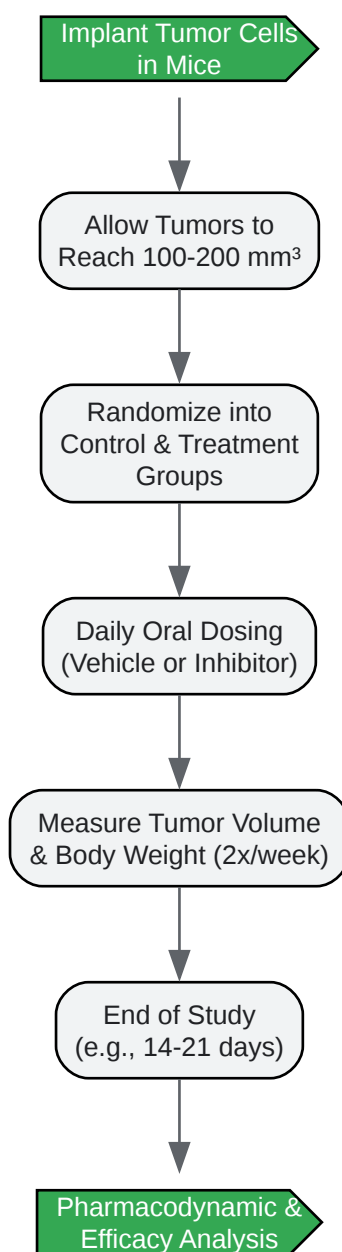 Implant Tumor Cells
in Mice
Allow Tumors to
Reach 100-200 mm³
Randomize into
Control & Treatment
Groups
Daily Oral Dosing
(Vehicle or Inhibitor)
Measure Tumor Volume
& Body Weight (2x/week)
End of Study
(e.g., 14-21 days)
Pharmacodynamic &
Efficacy Analysis